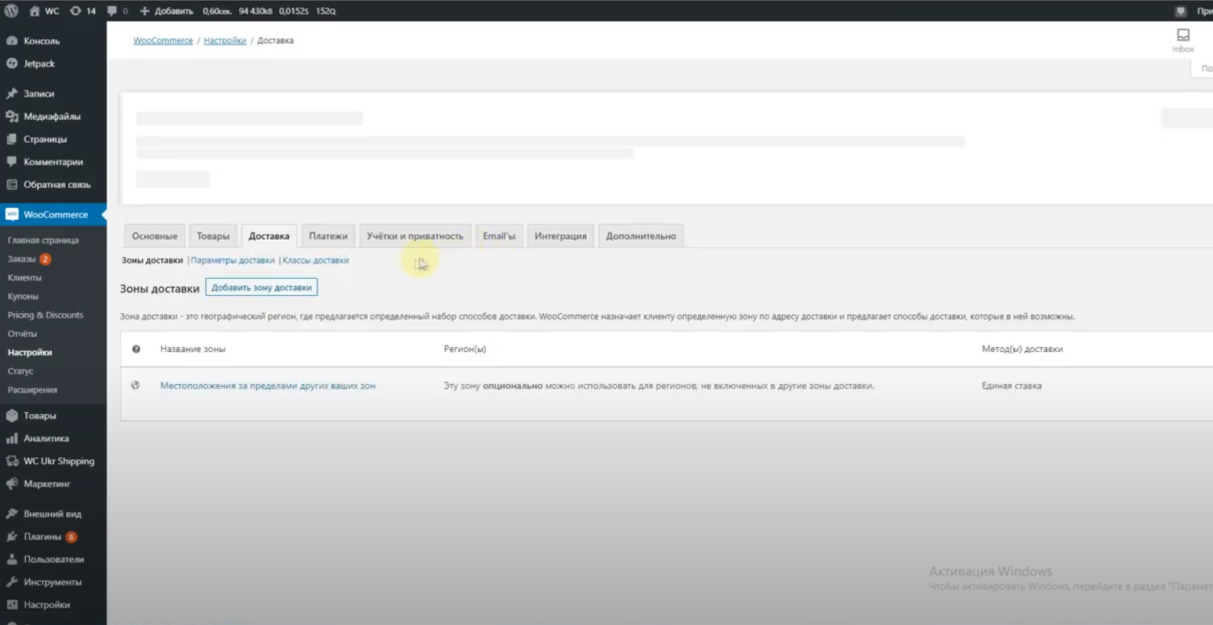 WC 14 0 Добавить 0,60сек. 94 430кВ 0,0152s 152Q
Консоль
Jetpack
Записи
Медиафайлы
Страницы
Комментарии
Обратная связь
WooCommerce
Главная страница
Заказы 2
Клиенты
Купоны
Pricing & Discounts
Отчёты
Настройки
Статус
Расширения
Товары
Аналитика
WC Ukr Shipping
Маркетинг
Внешний вид
Плагины 8
Пользователи
Инструменты
Настройки
WooCommerce / Настройки / Доставка
Inbox
Основные Товары Доставка Платежи Учётки и приватность Email'ы Интеграция Дополнительно
Зоны доставки | Параметры доставки | Классы доставки
Зоны доставки Добавить зону доставки
Зона доставки - это географический регион, где предлагается определенный набор способов доставки. WooCommerce назначает клиенту определенную зону по адресу доставки и предлагает способы доставки, которые в ней возможны.
Название зоны Регион(ы) Метод(ы) доставки
Местоположения за пределами других ваших зон Эту зону опционально можно использовать для регионов, не включенных в другие зоны доставки. Единая ставка
Активация Windows
Чтобы активировать Windows, перейдите в раздел "Парамет